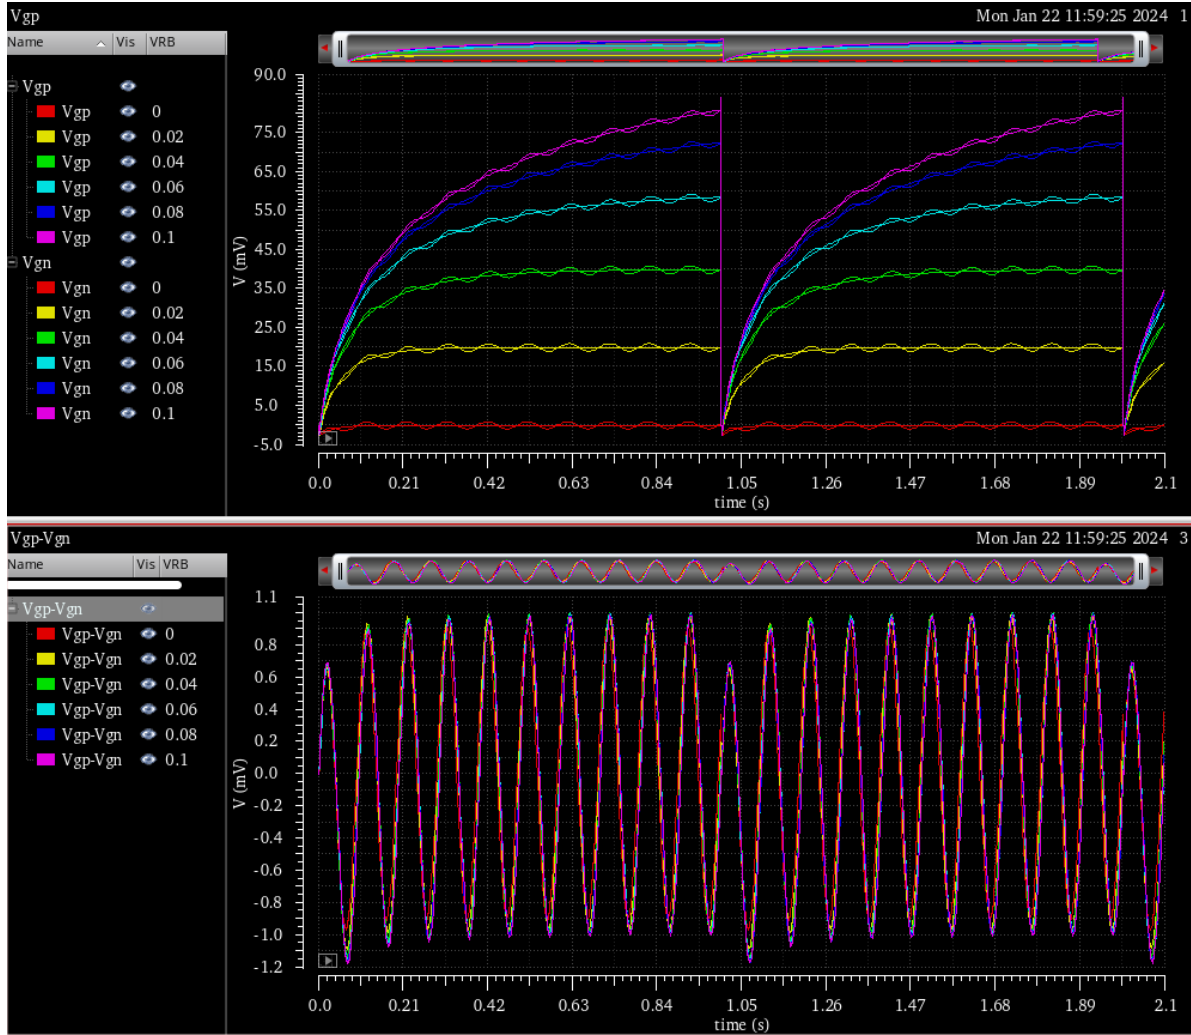 Vgp Mon Jan 22 11:59:25 2024 1
Name Vis VRB
Vgp
Vgp 0
Vgp 0.02
Vgp 0.04
Vgp 0.06
Vgp 0.08
Vgp 0.1
Vgn
Vgn 0
Vgn 0.02
Vgn 0.04
Vgn 0.06
Vgn 0.08
Vgn 0.1
90.0
75.0
65.0
55.0
45.0
35.0
25.0
15.0
5.0
-5.0
V (mV)
0.0 0.21 0.42 0.63 0.84 1.05 1.26 1.47 1.68 1.89 2.1
time (s)
Vgp-Vgn Mon Jan 22 11:59:25 2024 3
Name Vis VRB
Vgp-Vgn
Vgp-Vgn 0
Vgp-Vgn 0.02
Vgp-Vgn 0.04
Vgp-Vgn 0.06
Vgp-Vgn 0.08
Vgp-Vgn 0.1
1.1
0.8
0.6
0.4
0.2
0.0
-0.2
-0.4
-0.6
-0.8
-1.0
-1.2
V (mV)
0.0 0.21 0.42 0.63 0.84 1.05 1.26 1.47 1.68 1.89 2.1
time (s)